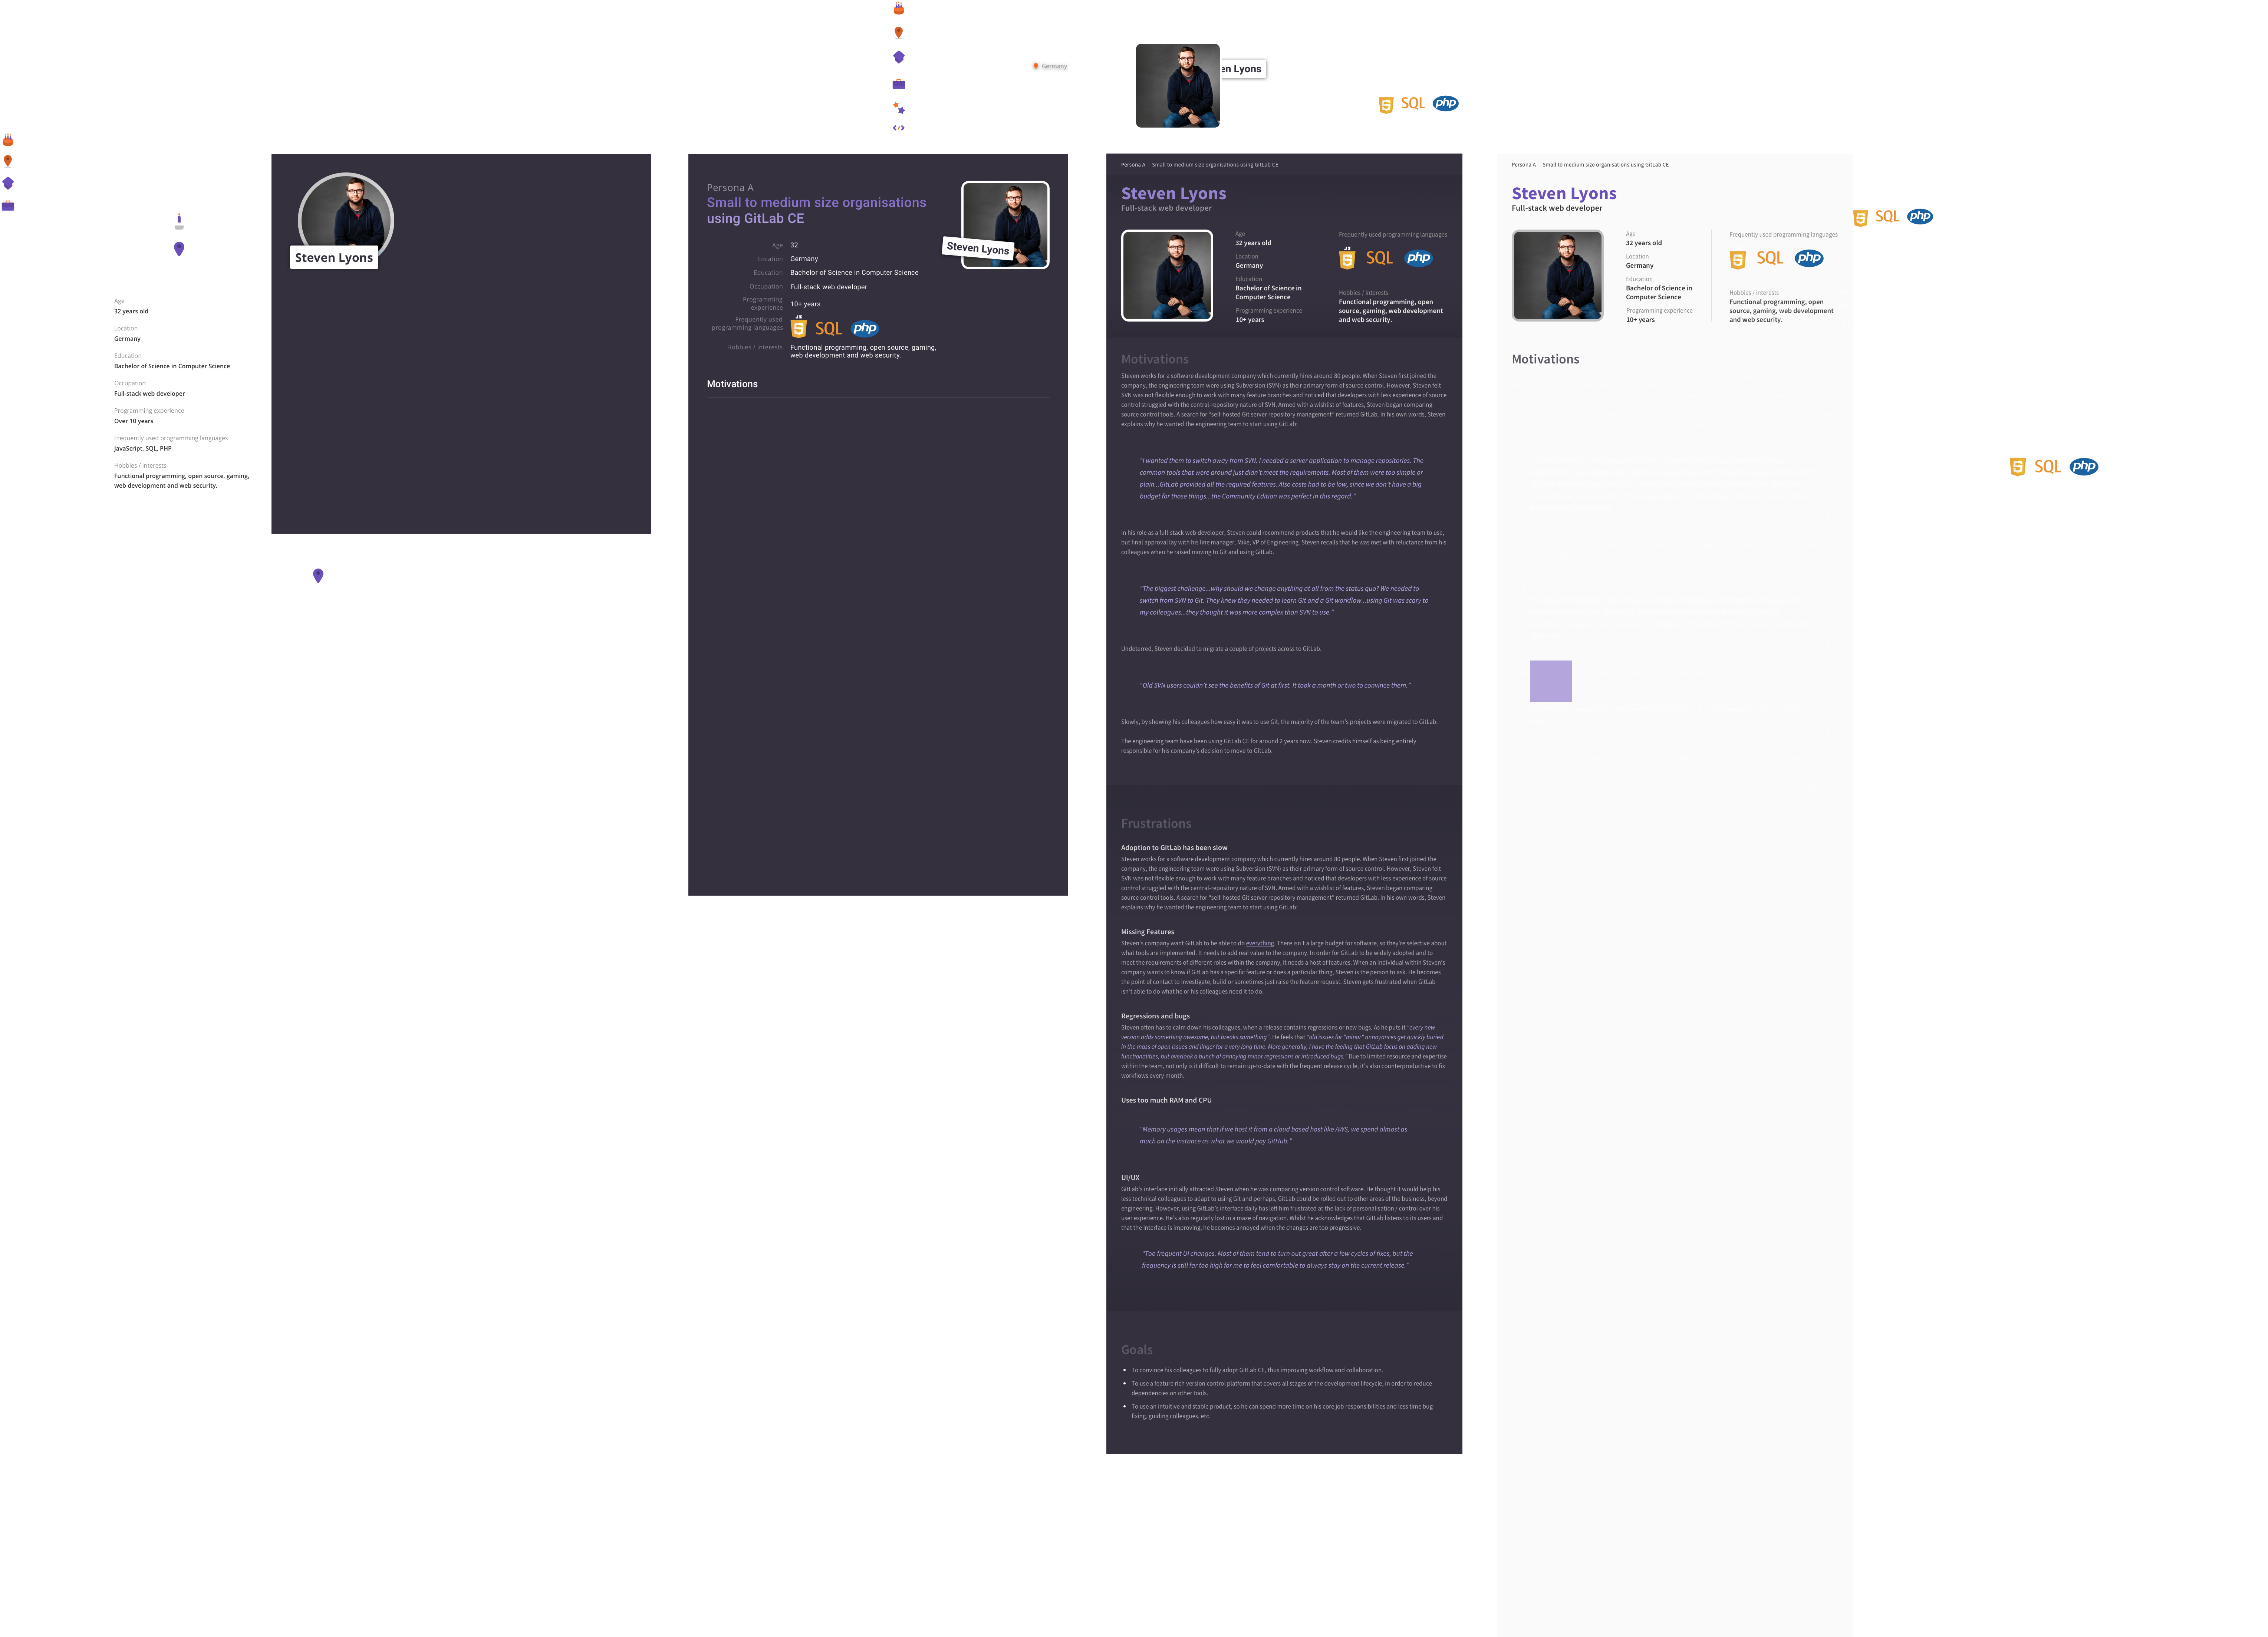 Germany
en Lyons
5
SQL
php
Age
32 years old
Location
Germany
Education
Bachelor of Science in Computer Science
Occupation
Full-stack web developer
Programming experience
Over 10 years
Frequently used programming languages
JavaScript, SQL, PHP
Hobbies / interests
Functional programming, open source, gaming,
web development and web security.
Steven Lyons
Persona A
Small to medium size organisations
using GitLab CE
Steven Lyons
Age 32
Location Germany
Education Bachelor of Science in Computer Science
Occupation Full-stack web developer
Programming
experience 10+ years
Frequently used
programming languages
JS
5 SQL php
Hobbies / interests Functional programming, open source, gaming,
web development and web security.
Motivations
Persona A Small to medium size organisations using GitLab CE
Steven Lyons
Full-stack web developer
Age
32 years old
Location
Germany
Education
Bachelor of Science in
Computer Science
Programming experience
10+ years
Frequently used programming languages
JS
5 SQL php
Hobbies / interests
Functional programming, open
source, gaming, web development
and web security.
Motivations
Steven works for a software development company which currently hires around 80 people. When Steven first joined the
company, the engineering team were using Subversion (SVN) as their primary form of source control. However, Steven felt
SVN was not flexible enough to work with many feature branches and noticed that developers with less experience of source
control struggled with the central-repository nature of SVN. Armed with a wishlist of features, Steven began comparing
source control tools. A search for “self-hosted Git server repository management” returned GitLab. In his own words, Steven
explains why he wanted the engineering team to start using GitLab:
“I wanted them to switch away from SVN. I needed a server application to manage repositories. The
common tools that were around just didn’t meet the requirements. Most of them were too simple or
plain...GitLab provided all the required features. Also costs had to be low, since we don’t have a big
budget for those things...the Community Edition was perfect in this regard.”
In his role as a full-stack web developer, Steven could recommend products that he would like the engineering team to use,
but final approval lay with his line manager, Mike, VP of Engineering. Steven recalls that he was met with reluctance from his
colleagues when he raised moving to Git and using GitLab.
“The biggest challenge...why should we change anything at all from the status quo? We needed to
switch from SVN to Git. They knew they needed to learn Git and a Git workflow...using Git was scary to
my colleagues...they thought it was more complex than SVN to use.”
Undeterred, Steven decided to migrate a couple of projects across to GitLab.
“Old SVN users couldn’t see the benefits of Git at first. It took a month or two to convince them.”
Slowly, by showing his colleagues how easy it was to use Git, the majority of the team’s projects were migrated to GitLab.
The engineering team have been using GitLab CE for around 2 years now. Steven credits himself as being entirely
responsible for his company’s decision to move to GitLab.
Frustrations
Adoption to GitLab has been slow
Steven works for a software development company which currently hires around 80 people. When Steven first joined the
company, the engineering team were using Subversion (SVN) as their primary form of source control. However, Steven felt
SVN was not flexible enough to work with many feature branches and noticed that developers with less experience of source
control struggled with the central-repository nature of SVN. Armed with a wishlist of features, Steven began comparing
source control tools. A search for “self-hosted Git server repository management” returned GitLab. In his own words, Steven
explains why he wanted the engineering team to start using GitLab:
Missing Features
Steven’s company want GitLab to be able to do everything. There isn’t a large budget for software, so they’re selective about
what tools are implemented. It needs to add real value to the company. In order for GitLab to be widely adopted and to
meet the requirements of different roles within the company, it needs a host of features. When an individual within Steven’s
company wants to know if GitLab has a specific feature or does a particular thing, Steven is the person to ask. He becomes
the point of contact to investigate, build or sometimes just raise the feature request. Steven gets frustrated when GitLab
isn’t able to do what he or his colleagues need it to do.
Regressions and bugs
Steven often has to calm down his colleagues, when a release contains regressions or new bugs. As he puts it “every new
version adds something awesome, but breaks something”. He feels that “old issues for “minor” annoyances get quickly buried
in the mass of open issues and linger for a very long time. More generally, I have the feeling that GitLab focus on adding new
functionalities, but overlook a bunch of annoying minor regressions or introduced bugs.” Due to limited resource and expertise
within the team, not only is it difficult to remain up-to-date with the frequent release cycle, it’s also counterproductive to fix
workflows every month.
Uses too much RAM and CPU
“Memory usages mean that if we host it from a cloud based host like AWS, we spend almost as
much on the instance as what we would pay GitHub.”
UI/UX
GitLab’s interface initially attracted Steven when he was comparing version control software. He thought it would help his
less technical colleagues to adapt to using Git and perhaps, GitLab could be rolled out to other areas of the business, beyond
engineering. However, using GitLab’s interface daily has left him frustrated at the lack of personalisation / control over his
user experience. He’s also regularly lost in a maze of navigation. Whilst he acknowledges that GitLab listens to its users and
that the interface is improving, he becomes annoyed when the changes are too progressive.
“Too frequent UI changes. Most of them tend to turn out great after a few cycles of fixes, but the
frequency is still far too high for me to feel comfortable to always stay on the current release.”
Goals
• To convince his colleagues to fully adopt GitLab CE, thus improving workflow and collaboration.
• To use a feature rich version control platform that covers all stages of the development lifecycle, in order to reduce
dependencies on other tools.
• To use an intuitive and stable product, so he can spend more time on his core job responsibilities and less time bug-
fixing, guiding colleagues, etc.
Persona A Small to medium size organisations using GitLab CE
Steven Lyons
Full-stack web developer
Age
32 years old
Location
Germany
Education
Bachelor of Science in
Computer Science
Programming experience
10+ years
Frequently used programming languages
5 SQL php
Hobbies / interests
Functional programming, open
source, gaming, web development
and web security.
Motivations
5 SQL php
5 SQL php